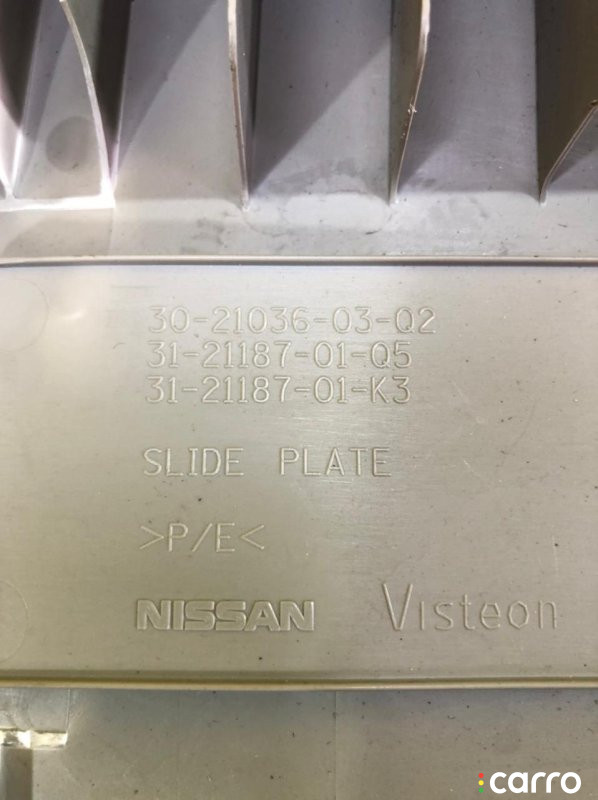 30-21036-03-Q2
31-21187-01-Q5
31-21187-01-K3
SLIDE PLATE
>P/E<
NISSAN Visteon
carro